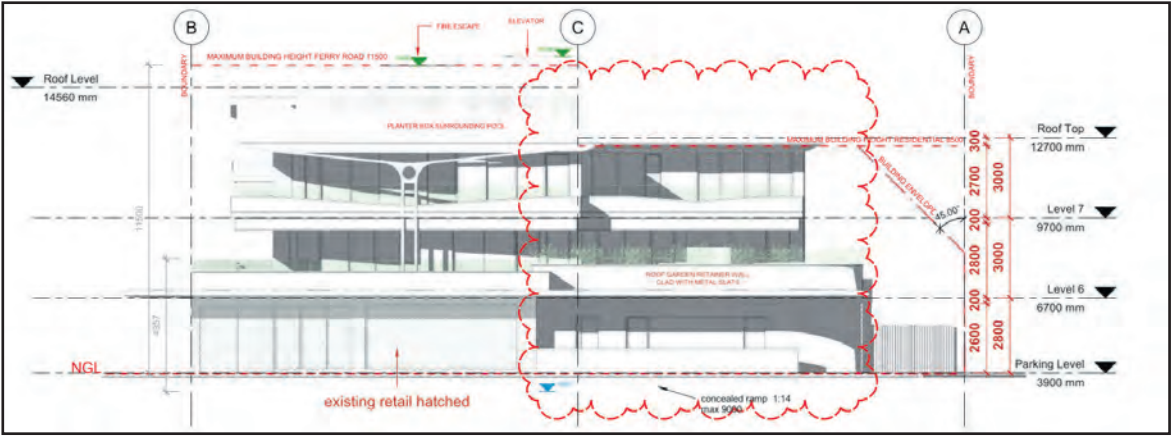 B
C
A
FIRE ESCAPE
ELEVATOR
MAXIMUM BUILDING HEIGHT FERRY ROAD 11500
BOUNDARY
BOUNDARY
Roof Level
14560 mm
PLANTER BOX SURROUNDING POOL
MAXIMUM BUILDING HEIGHT RESIDENTIAL 8500
Roof Top
12700 mm
300
2700
3000
BUILDING ENVELOPE
45.00°
Level 7
9700 mm
200
11500
2800
3000
ROOF GARDEN RETAINER WALL
CLAD WITH METAL SLATS
Level 6
6700 mm
200
4957
2600
2800
NGL
Parking Level
3900 mm
existing retail hatched
concealed ramp 1:14
max 9000